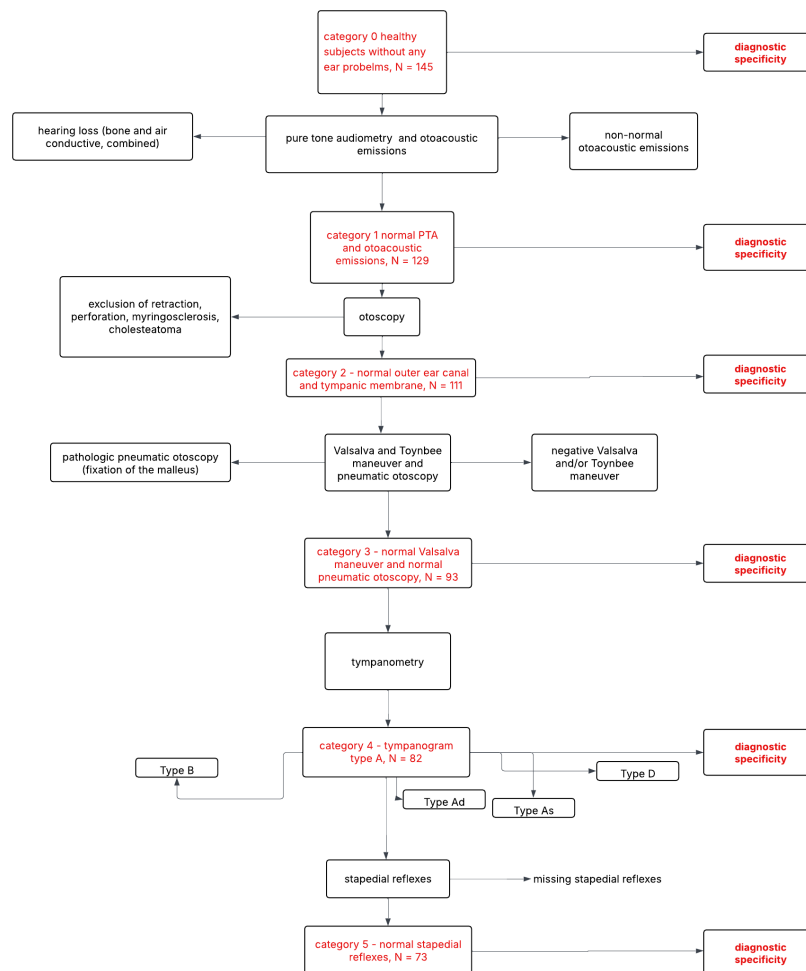 category 0 healthy
subjects without any
ear probelms, N = 145
diagnostic
specificity
hearing loss (bone and air
conductive, combined)
pure tone audiometry and otoacoustic
emissions
non-normal
otoacoustic emissions
category 1 normal PTA
and otoacoustic
emissions, N = 129
diagnostic
specificity
exclusion of retraction,
perforation, myringosclerosis,
cholesteatoma
otoscopy
category 2 - normal outer ear canal
and tympanic membrane, N = 111
diagnostic
specificity
pathologic pneumatic otoscopy
(fixation of the malleus)
Valsalva and Toynbee
maneuver and
pneumatic otoscopy
negative Valsalva
and/or Toynbee
maneuver
category 3 - normal Valsalva
maneuver and normal
pneumatic otoscopy, N = 93
diagnostic
specificity
tympanometry
category 4 - tympanogram
type A, N = 82
diagnostic
specificity
Type B
Type D
Type Ad
Type As
stapedial reflexes
missing stapedial reflexes
category 5 - normal stapedial
reflexes, N = 73
diagnostic
specificity